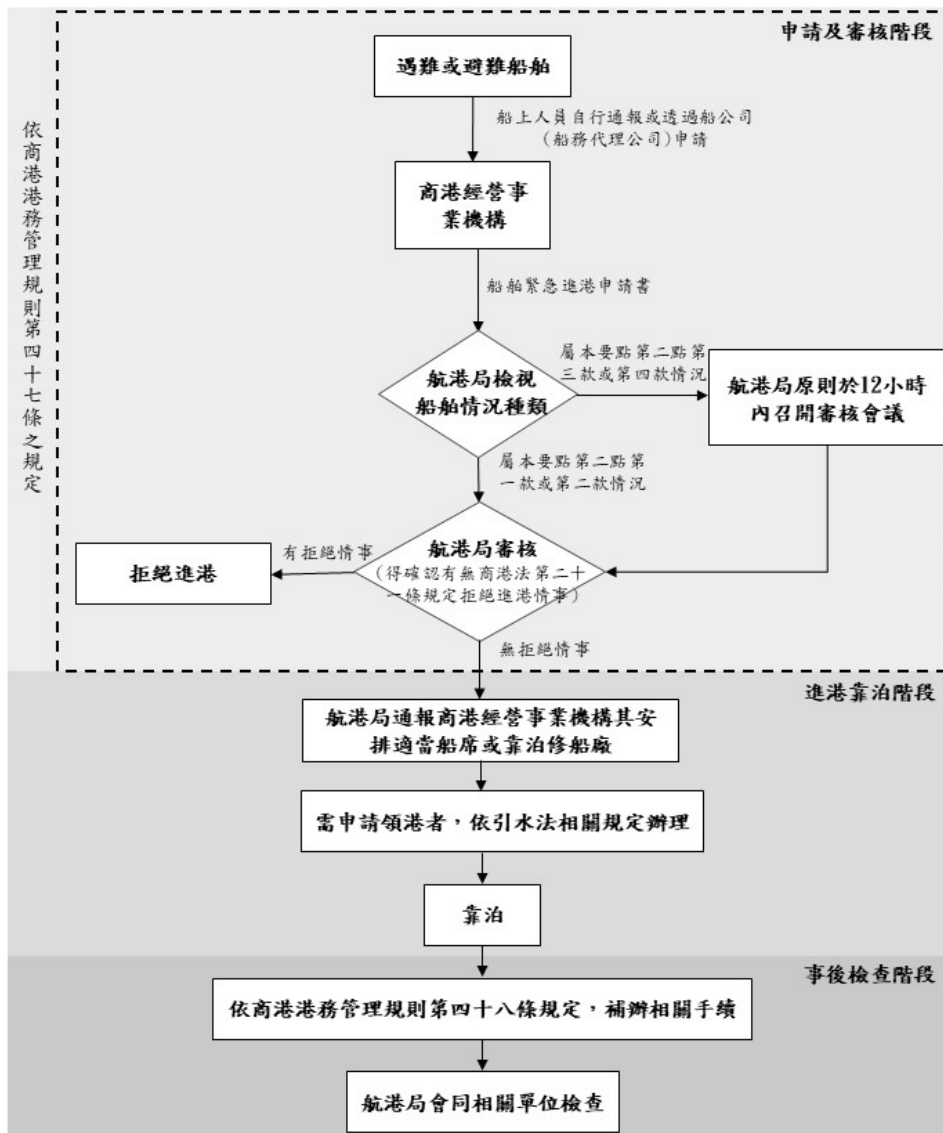 申請及審核階段
遇難或避難船舶
船上人員自行通報或透過船公司
(船務代理公司)申請
依商港港務管理規則第四十七條之規定
商港經營事
業機構
船舶緊急進港申請書
航港局檢視
船舶情況種類
屬本要點第二點第
三款或第四款情況
航港局原則於12小時
內召開審核會議
屬本要點第二點第
一款或第二款情況
航港局審核
(得確認有無商港法第二十
一條規定拒絕進港情事)
有拒絕情事
拒絕進港
無拒絕情事
進港靠泊階段
航港局通報商港經營事業機構其安
排適當船席或靠泊修船廠
需申請領港者，依引水法相關規定辦理
靠泊
事後檢查階段
依商港港務管理規則第四十八條規定，補辦相關手續
航港局會同相關單位檢查